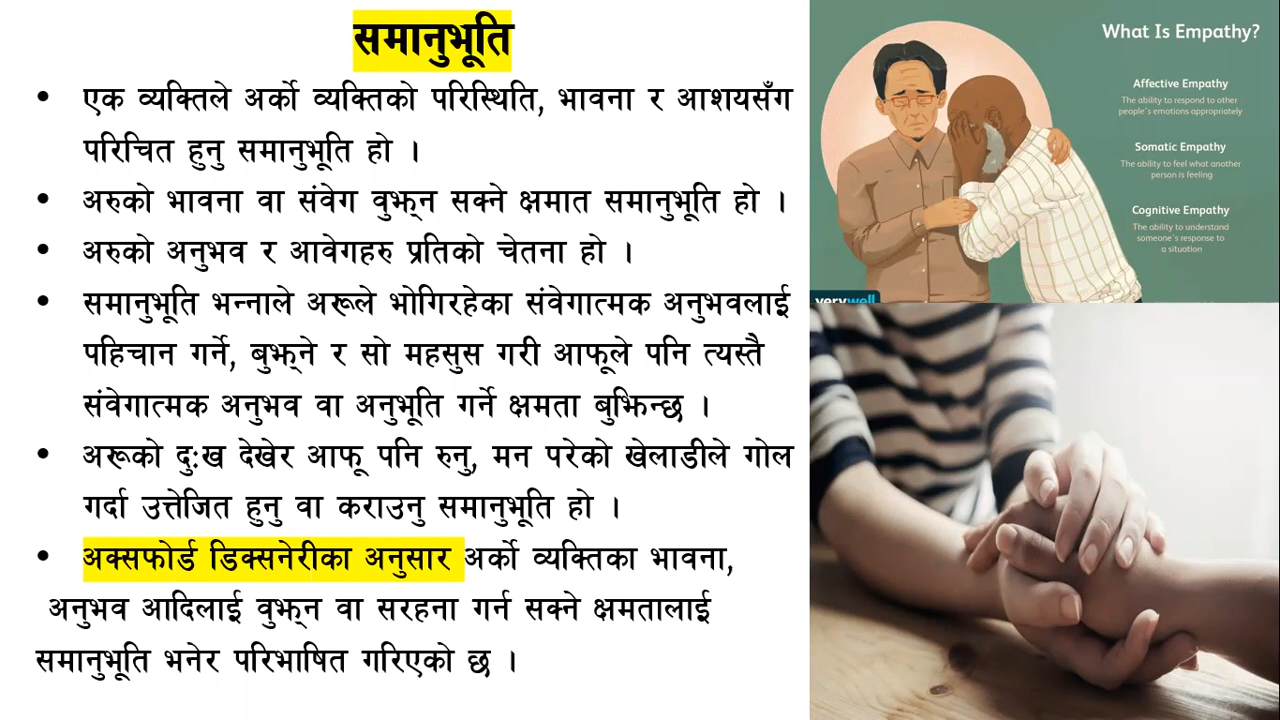 समानुभूति
• एक व्यक्तिले अर्को व्यक्तिको परिस्थिति, भावना र आशयसँग
परिचित हुनु समानुभूति हो ।
• अरुको भावना वा संवेग वुझ्न सक्ने क्षमात समानुभूति हो ।
• अरुको अनुभव र आवेगहरु प्रतिको चेतना हो ।
• समानुभूति भन्नाले अरूले भोगिरहेका संवेगात्मक अनुभवलाई
पहिचान गर्ने, बुझ्ने र सो महसुस गरी आफूले पनि त्यस्तै
संवेगात्मक अनुभव वा अनुभूति गर्ने क्षमता बुझिन्छ ।
• अरूको दुःख देखेर आफू पनि रुनु, मन परेको खेलाडीले गोल
गर्दा उत्तेजित हुनु वा कराउनु समानुभूति हो ।
• अक्सफोर्ड डिक्सनेरीका अनुसार अर्को व्यक्तिका भावना,
अनुभव आदिलाई वुझ्न वा सरहना गर्न सक्ने क्षमतालाई
समानुभूति भनेर परिभाषित गरिएको छ ।
What Is Empathy?
Affective Empathy
The ability to respond to other
people's emotions appropriately
Somatic Empathy
The ability to feel what another
person is feeling
Cognitive Empathy
The ability to understand
someone's response to
a situation
verywell